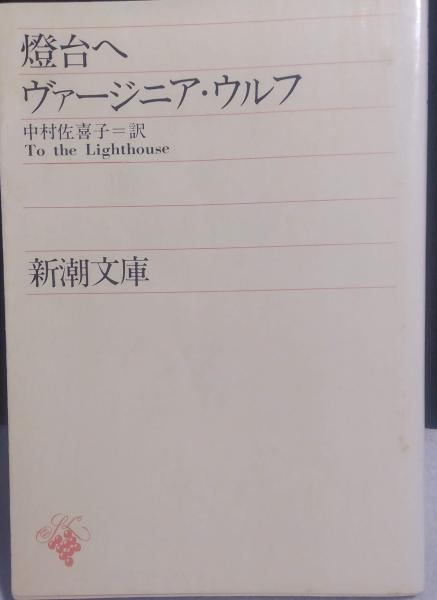 燈台へ
ヴァージニア・ウルフ
中村佐喜子=訳
To the Lighthouse
新潮文庫